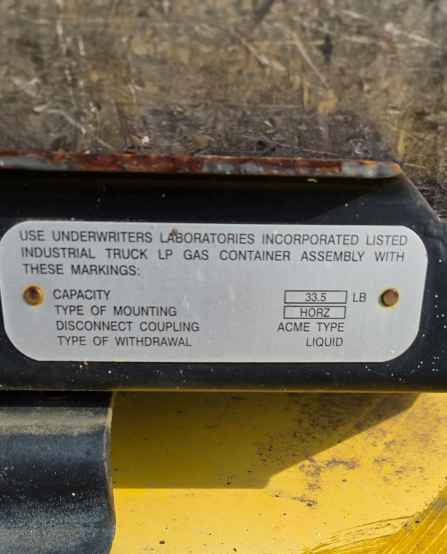 USE UNDERWRITERS LABORATORIES INCORPORATED LISTED
INDUSTRIAL TRUCK LP GAS CONTAINER ASSEMBLY WITH
THESE MARKINGS:
CAPACITY 33.5 LB
TYPE OF MOUNTING HORZ
DISCONNECT COUPLING ACME TYPE
TYPE OF WITHDRAWAL LIQUID